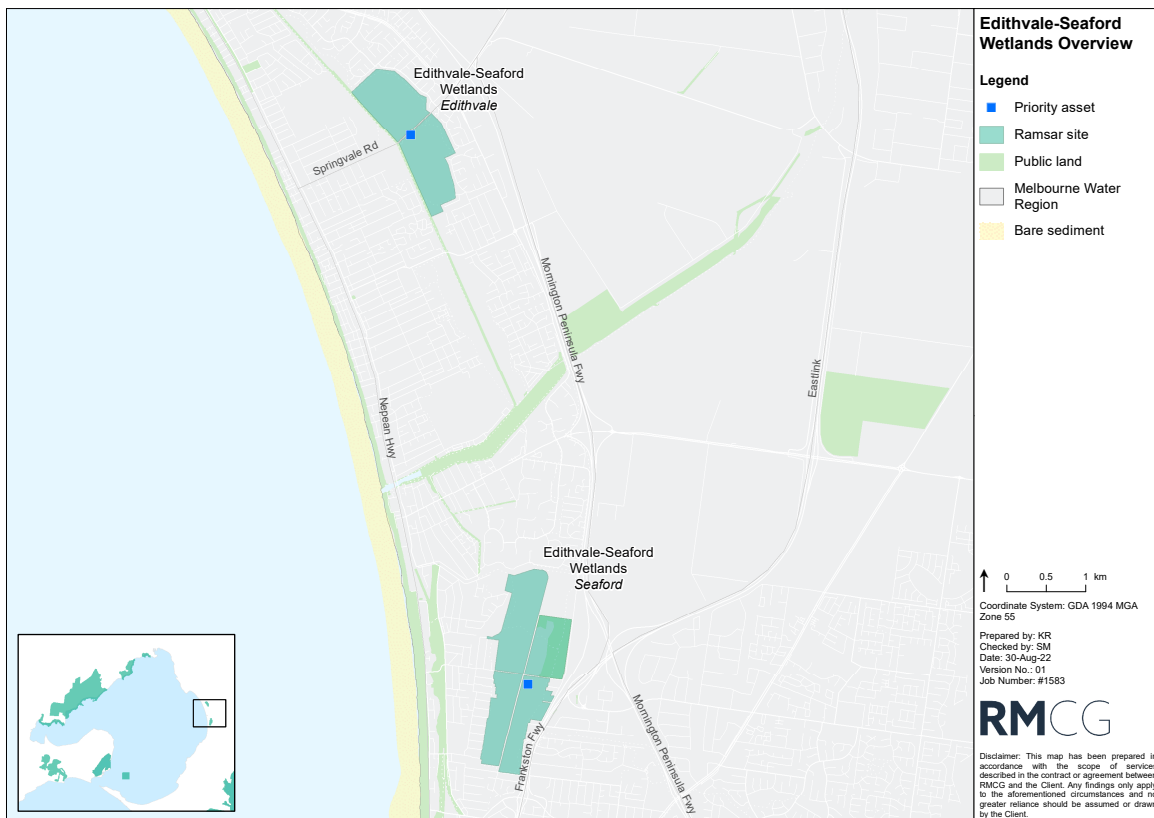 Edithvale-Seaford
Wetlands
Edithvale
Springvale Rd
Mornington Peninsula Fwy
Nepean Hwy
Eastlink
Edithvale-Seaford
Wetlands
Seaford
Frankston Fwy
Mornington Peninsula Fwy
Edithvale-Seaford
Wetlands Overview
Legend
Priority asset
Ramsar site
Public land
Melbourne Water
Region
Bare sediment
0 0.5 1 km
Coordinate System: GDA 1994 MGA
Zone 55
Prepared by: KR
Checked by: SM
Date: 30-Aug-22
Version No.: 01
Job Number: #1583
RMCG
Disclaimer: This map has been prepared in
accordance with the scope of services
described in the contract or agreement between
RMCG and the Client. Any findings only apply
to the aforementioned circumstances and no
greater reliance should be assumed or drawn
by the Client.